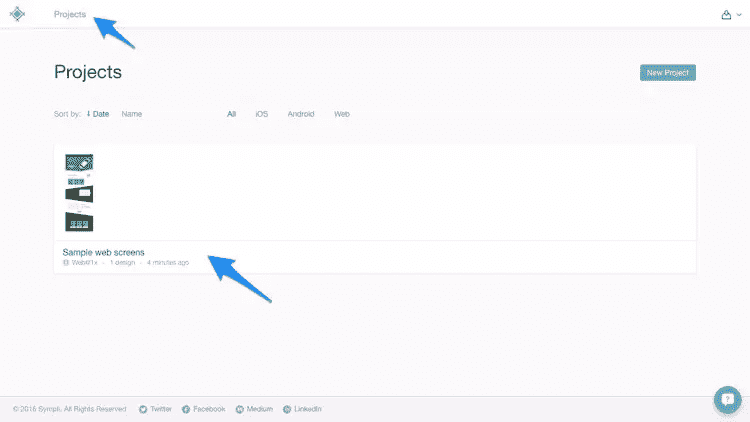 Projects
Projects
New Project
Sort by: ↓ Date Name All iOS Android Web
Sample web screens
Web@1x - 1 design - 4 minutes ago
© 2016 Symph. All Rights Reserved Twitter Facebook Medium LinkedIn